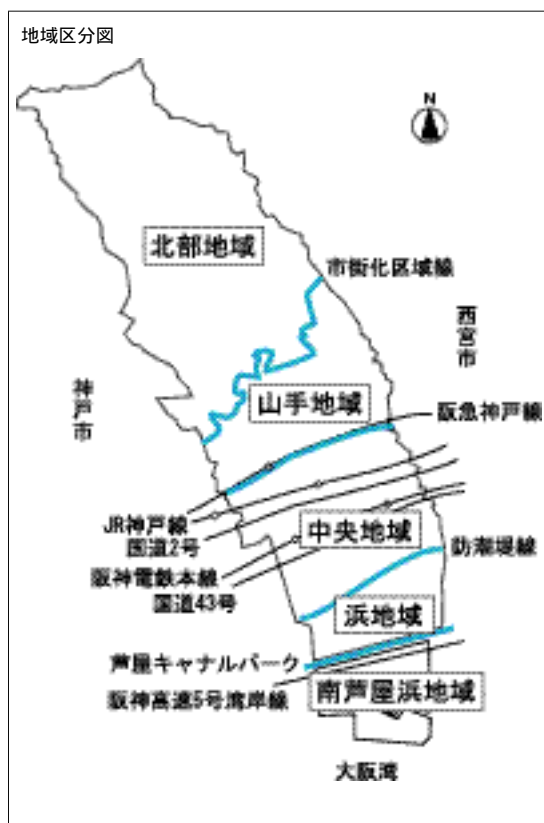 地域区分図
N
北部地域
市街化区域線
西宮市
神戸市
山手地域
阪急神戸線
JR神戸線
国道2号
中央地域
防潮堤線
阪神電鉄本線
国道43号
浜地域
芦屋キャナルパーク
阪神高速5号湾岸線
南芦屋浜地域
大阪湾